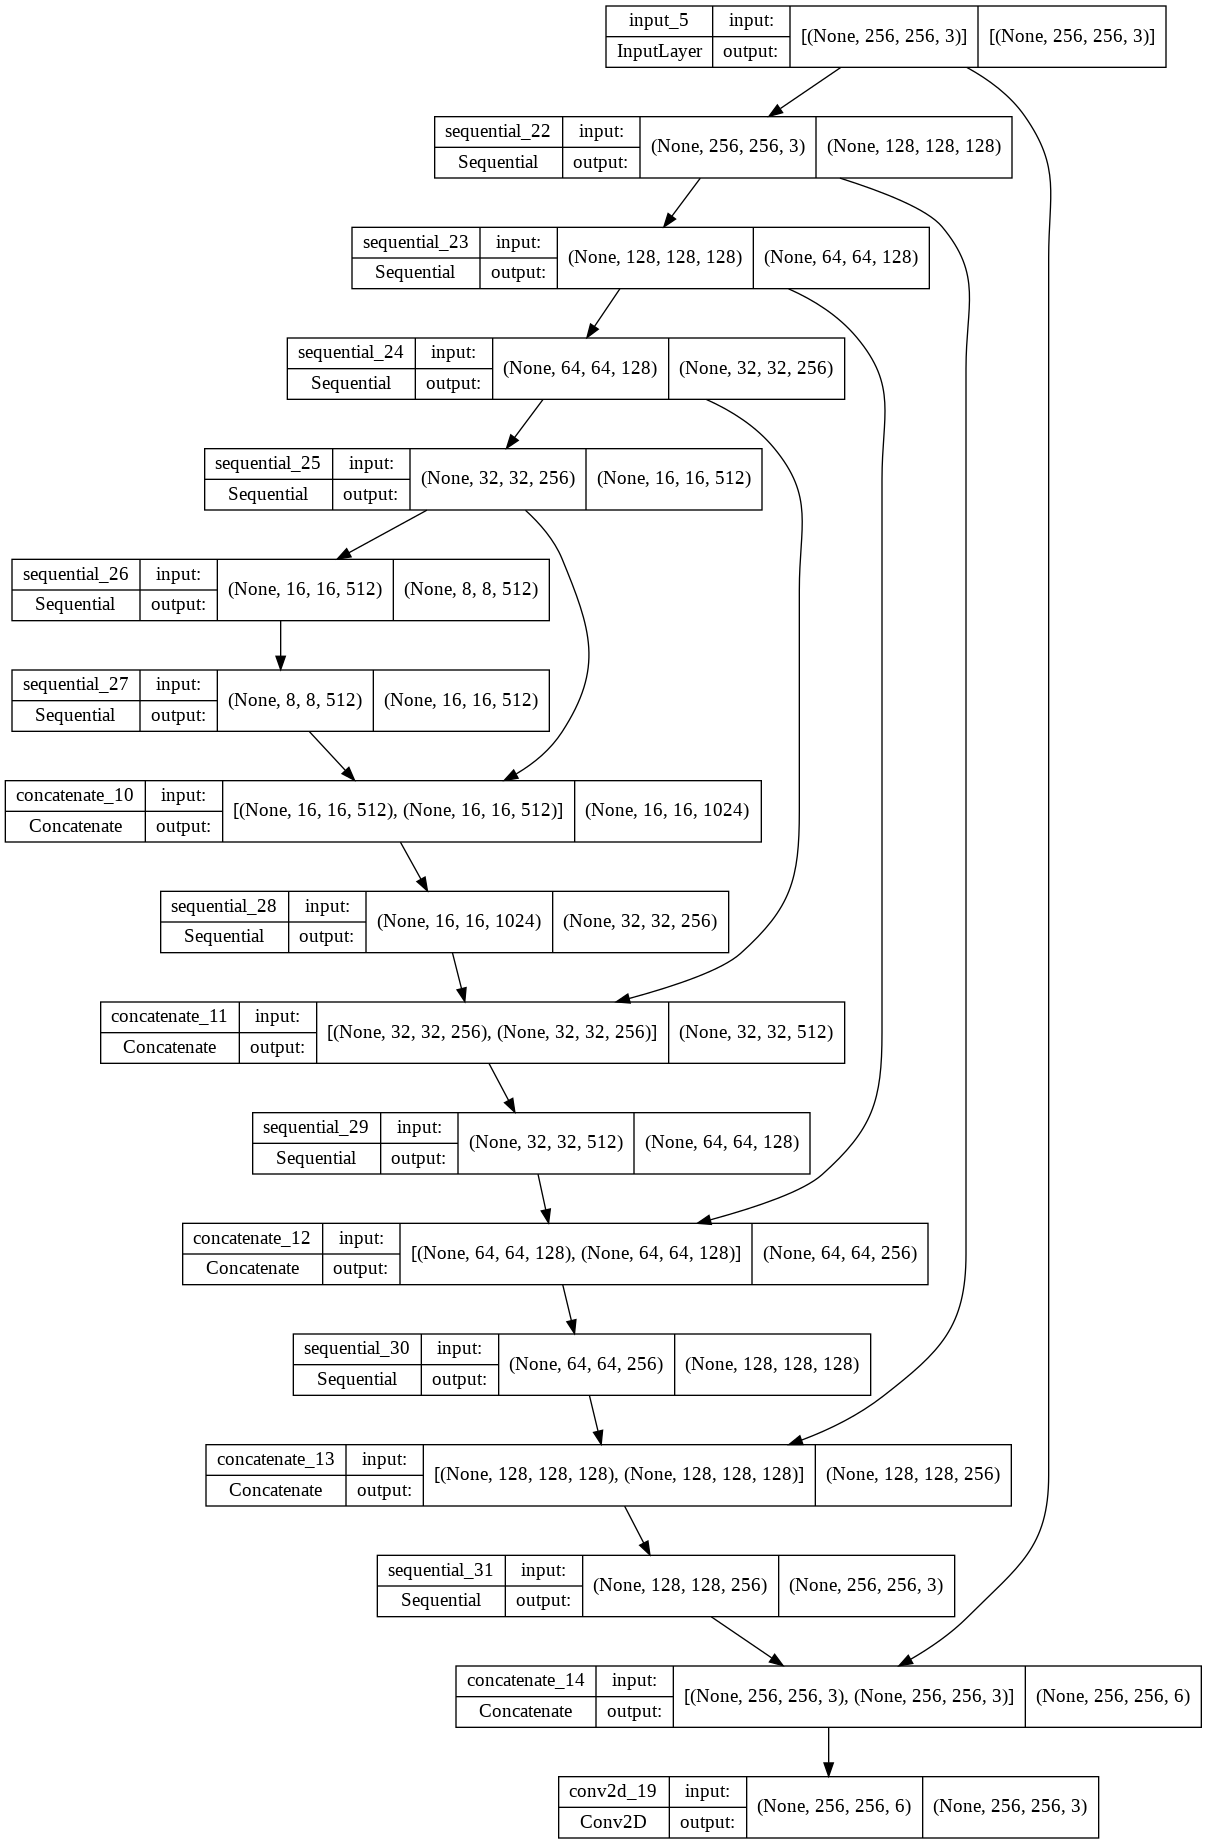 input_5 input: [(None, 256, 256, 3)] [(None, 256, 256, 3)]
InputLayer output:
sequential_22 input: (None, 256, 256, 3) (None, 128, 128, 128)
Sequential output:
sequential_23 input: (None, 128, 128, 128) (None, 64, 64, 128)
Sequential output:
sequential_24 input: (None, 64, 64, 128) (None, 32, 32, 256)
Sequential output:
sequential_25 input: (None, 32, 32, 256) (None, 16, 16, 512)
Sequential output:
sequential_26 input: (None, 16, 16, 512) (None, 8, 8, 512)
Sequential output:
sequential_27 input: (None, 8, 8, 512) (None, 16, 16, 512)
Sequential output:
concatenate_10 input: [(None, 16, 16, 512), (None, 16, 16, 512)] (None, 16, 16, 1024)
Concatenate output:
sequential_28 input: (None, 16, 16, 1024) (None, 32, 32, 256)
Sequential output:
concatenate_11 input: [(None, 32, 32, 256), (None, 32, 32, 256)] (None, 32, 32, 512)
Concatenate output:
sequential_29 input: (None, 32, 32, 512) (None, 64, 64, 128)
Sequential output:
concatenate_12 input: [(None, 64, 64, 128), (None, 64, 64, 128)] (None, 64, 64, 256)
Concatenate output:
sequential_30 input: (None, 64, 64, 256) (None, 128, 128, 128)
Sequential output:
concatenate_13 input: [(None, 128, 128, 128), (None, 128, 128, 128)] (None, 128, 128, 256)
Concatenate output:
sequential_31 input: (None, 128, 128, 256) (None, 256, 256, 3)
Sequential output:
concatenate_14 input: [(None, 256, 256, 3), (None, 256, 256, 3)] (None, 256, 256, 6)
Concatenate output:
conv2d_19 input: (None, 256, 256, 6) (None, 256, 256, 3)
Conv2D output: